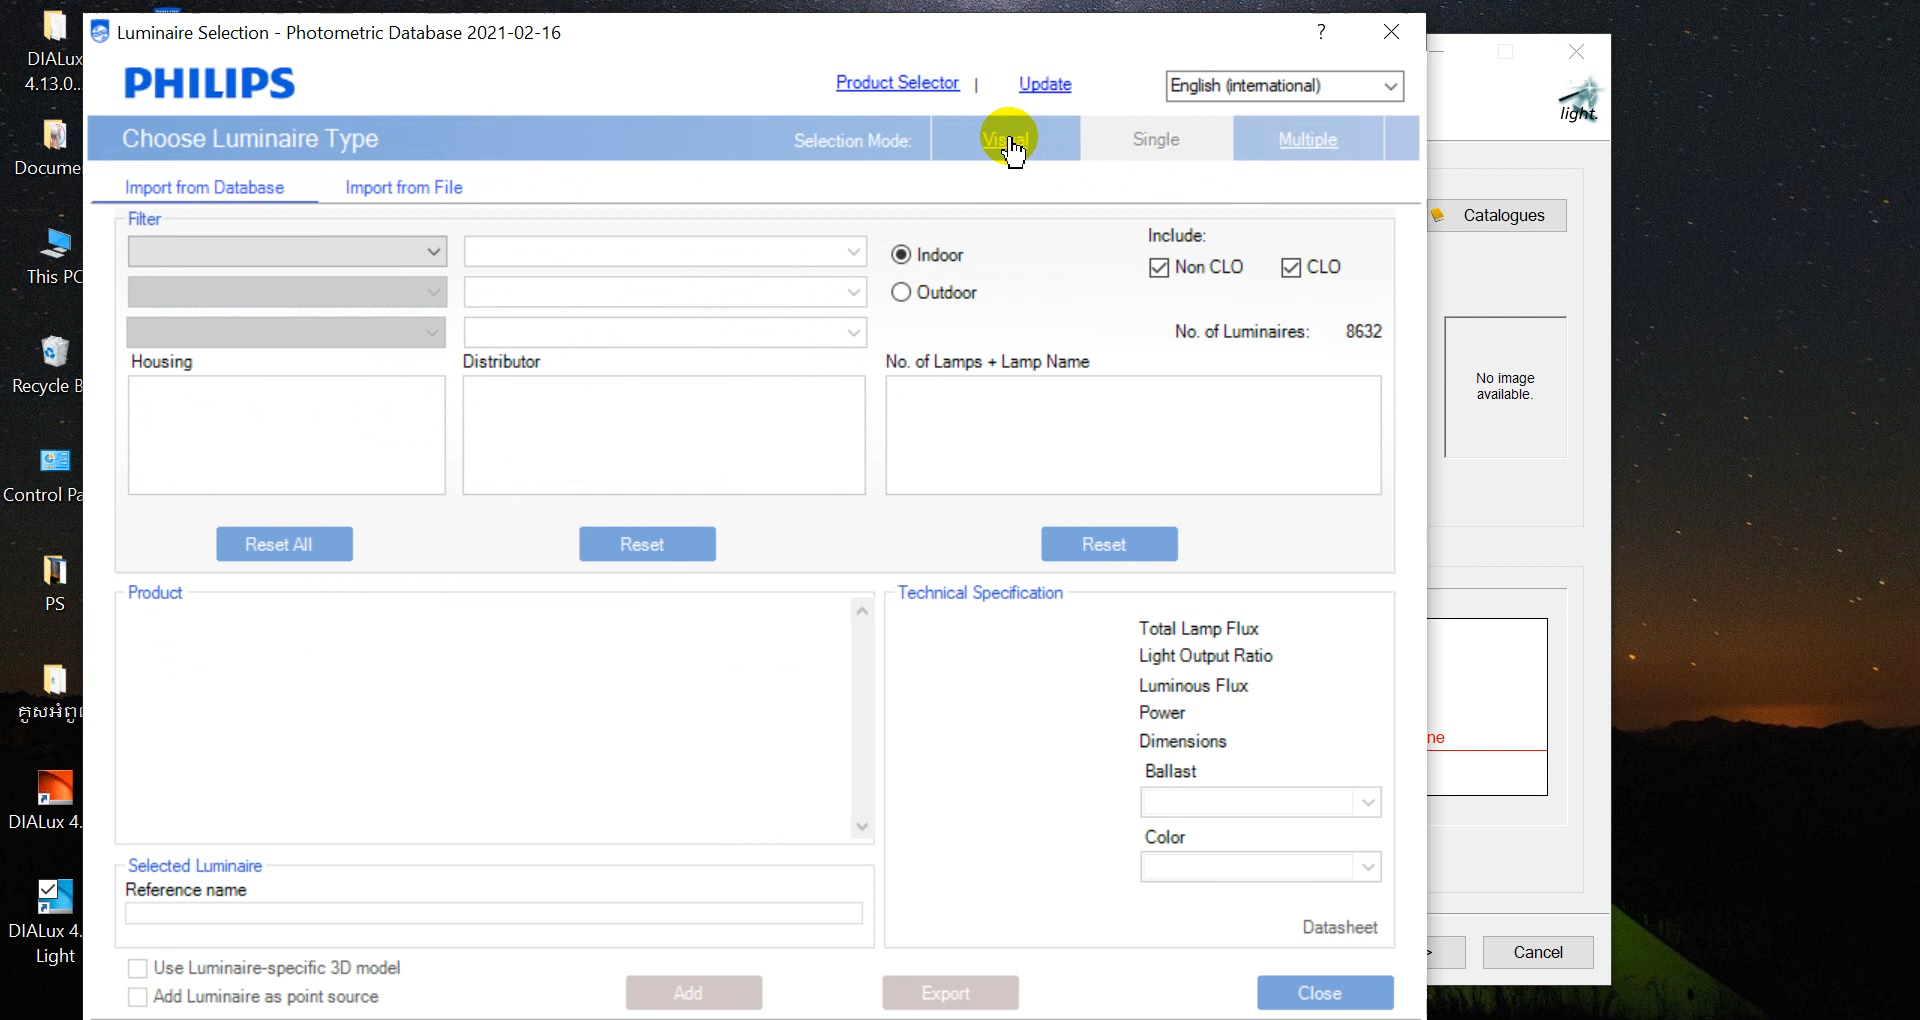 Luminaire Selection - Photometric Database 2021-02-16
?
PHILIPS
Product Selector | Update
English (international)
Choose Luminaire Type
Selection Mode:
Visual
Single
Multiple
Import from Database
Import from File
Filter
Indoor
Outdoor
Include:
Non CLO
CLO
No. of Luminaires: 8632
Housing
Distributor
No. of Lamps + Lamp Name
Reset All
Reset
Reset
Product
Technical Specification
Total Lamp Flux
Light Output Ratio
Luminous Flux
Power
Dimensions
Ballast
Color
Datasheet
Selected Luminaire
Reference name
Use Luminaire-specific 3D model
Add Luminaire as point source
Add
Export
Close
light.
Catalogues
No image
available.
ne
>
Cancel
DIALux
4.13.0...
Docume
This PC
Recycle B
Control Pa
PS
DIALux 4.
DIALux 4.
Light